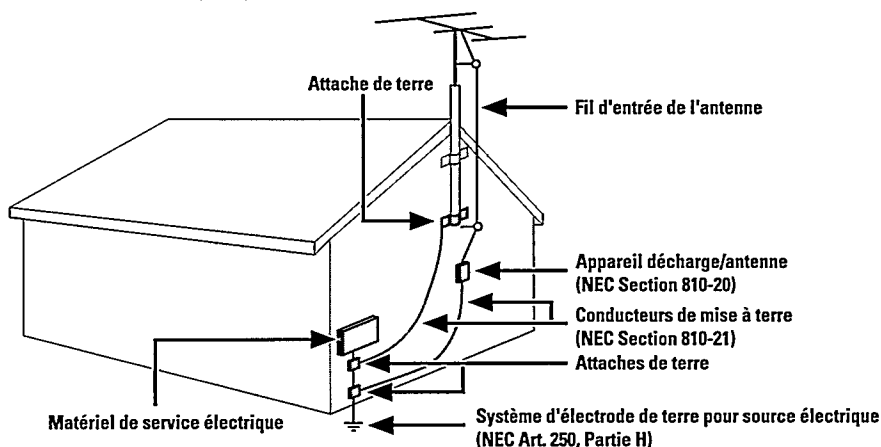 Attache de terre
Fil d'entrée de l'antenne
Appareil décharge/antenne
(NEC Section 810-20)
Conducteurs de mise à terre
(NEC Section 810-21)
Attaches de terre
Matériel de service électrique
Système d'électrode de terre pour source électrique
(NEC Art. 250, Partie H)